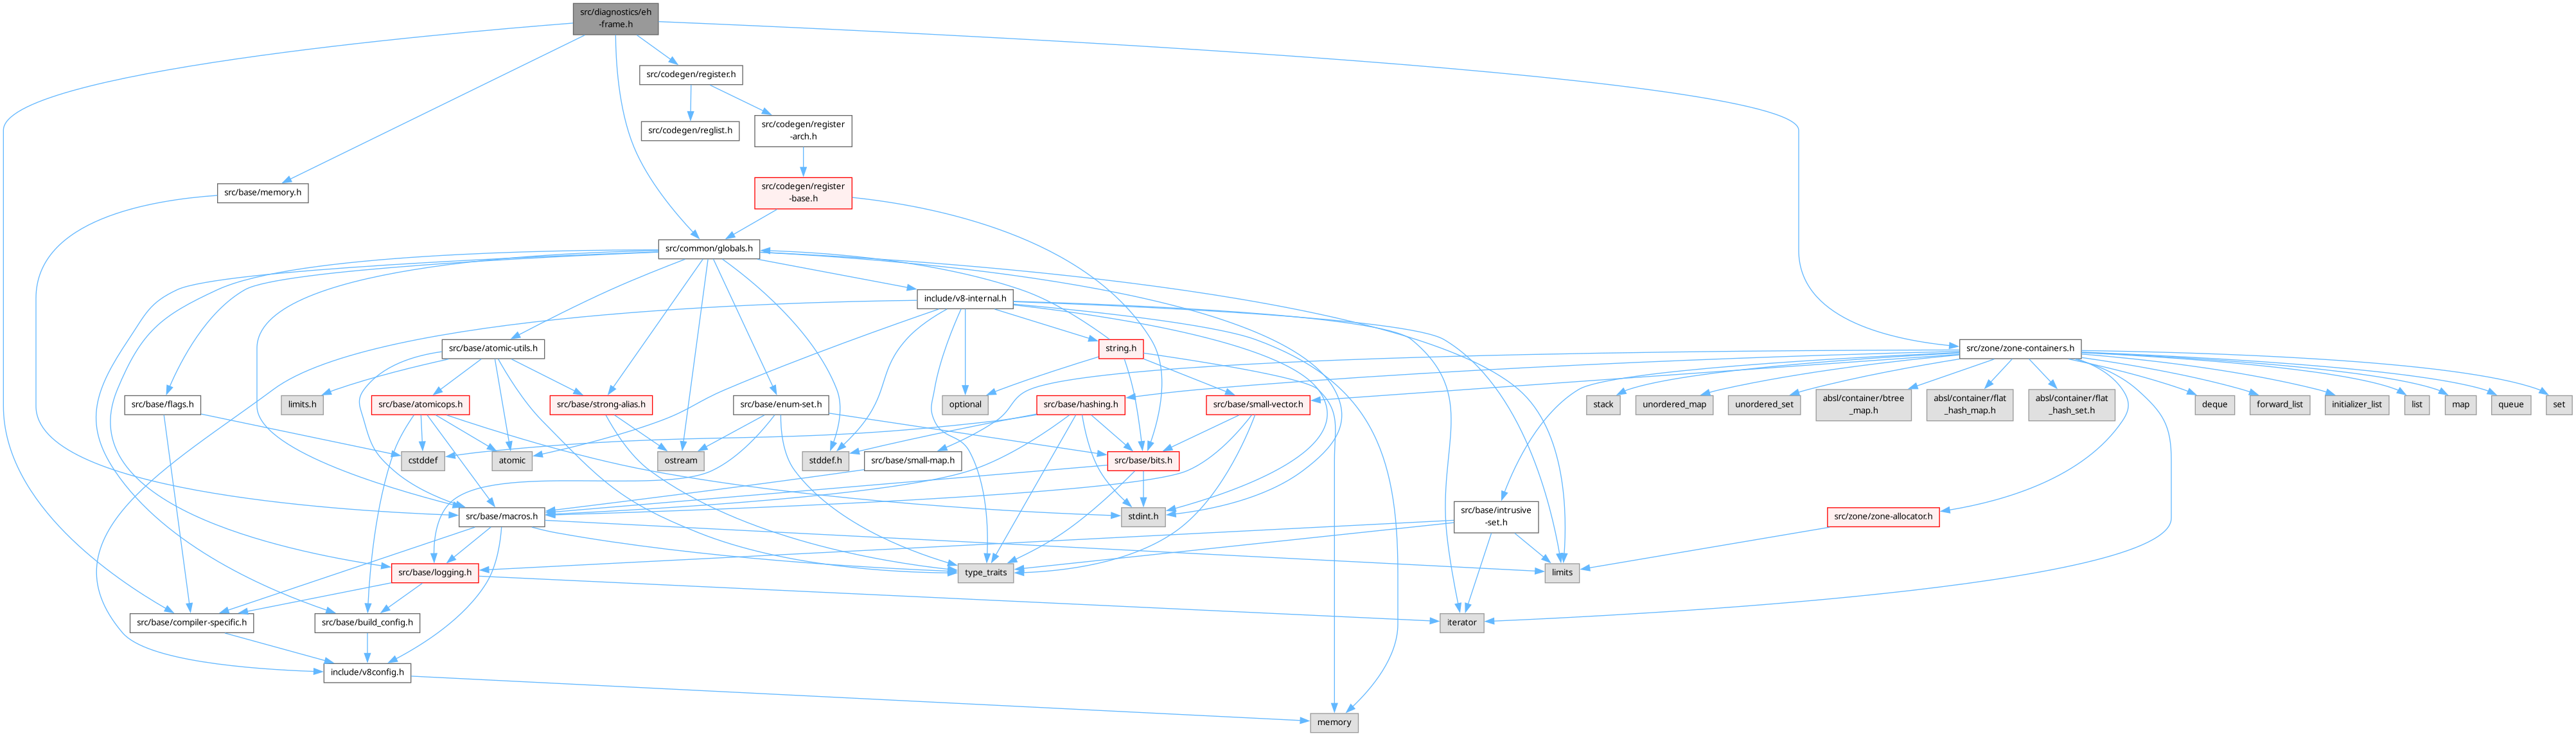 src/diagnostics/eh
-frame.h
src/codegen/register.h
src/codegen/reglist.h
src/codegen/register
-arch.h
src/base/memory.h
src/codegen/register
-base.h
src/common/globals.h
include/v8-internal.h
src/base/atomic-utils.h
string.h
src/zone/zone-containers.h
src/base/flags.h
limits.h
src/base/atomicops.h
src/base/strong-alias.h
src/base/enum-set.h
optional
src/base/hashing.h
src/base/small-vector.h
stack
unordered_map
unordered_set
absl/container/btree
_map.h
absl/container/flat
_hash_map.h
absl/container/flat
_hash_set.h
deque
forward_list
initializer_list
list
map
queue
set
cstddef
atomic
ostream
stddef.h
src/base/small-map.h
src/base/bits.h
src/base/macros.h
stdint.h
src/base/intrusive
-set.h
src/zone/zone-allocator.h
src/base/logging.h
type_traits
limits
src/base/compiler-specific.h
src/base/build_config.h
iterator
include/v8config.h
memory